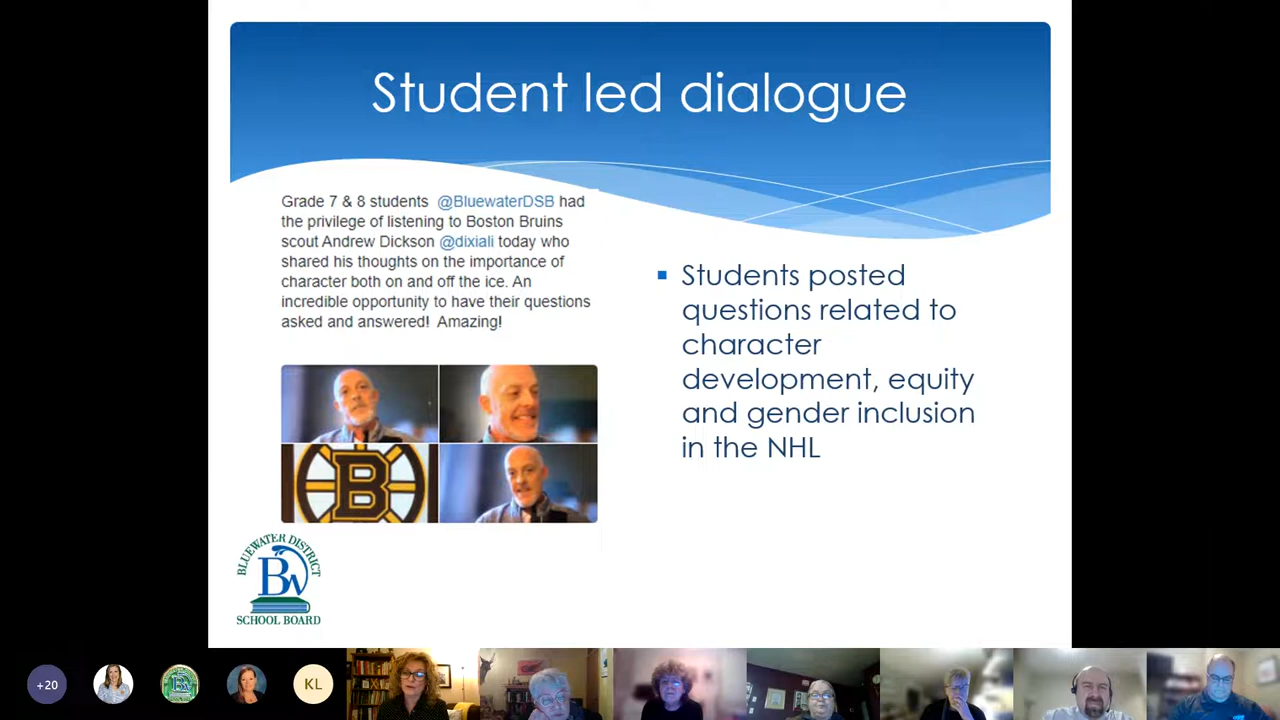 Student led dialogue
Grade 7 & 8 students @BluewaterDSB had
the privilege of listening to Boston Bruins
scout Andrew Dickson @dixiali today who
shared his thoughts on the importance of
character both on and off the ice. An
incredible opportunity to have their questions
asked and answered! Amazing!
Students posted
questions related to
character
development, equity
and gender inclusion
in the NHL
B
BLUEWATER DISTRICT
BW
SCHOOL BOARD
+20
KL